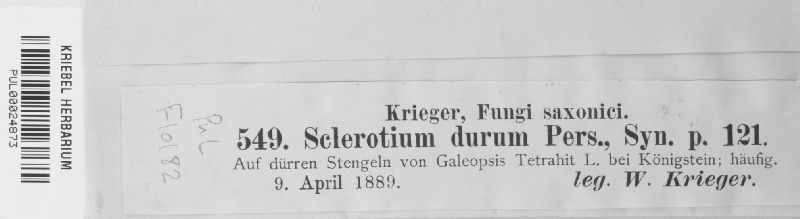 KRIEBEL HERBARIUM
PUL00024873
PuL
F10182
Krieger, Fungi saxonici.
549. Sclerotium durum Pers., Syn. p. 121.
Auf dürren Stengeln von Galeopsis Tetrahit L. bei Königstein; häufig.
9. April 1889.
leg. W. Krieger.